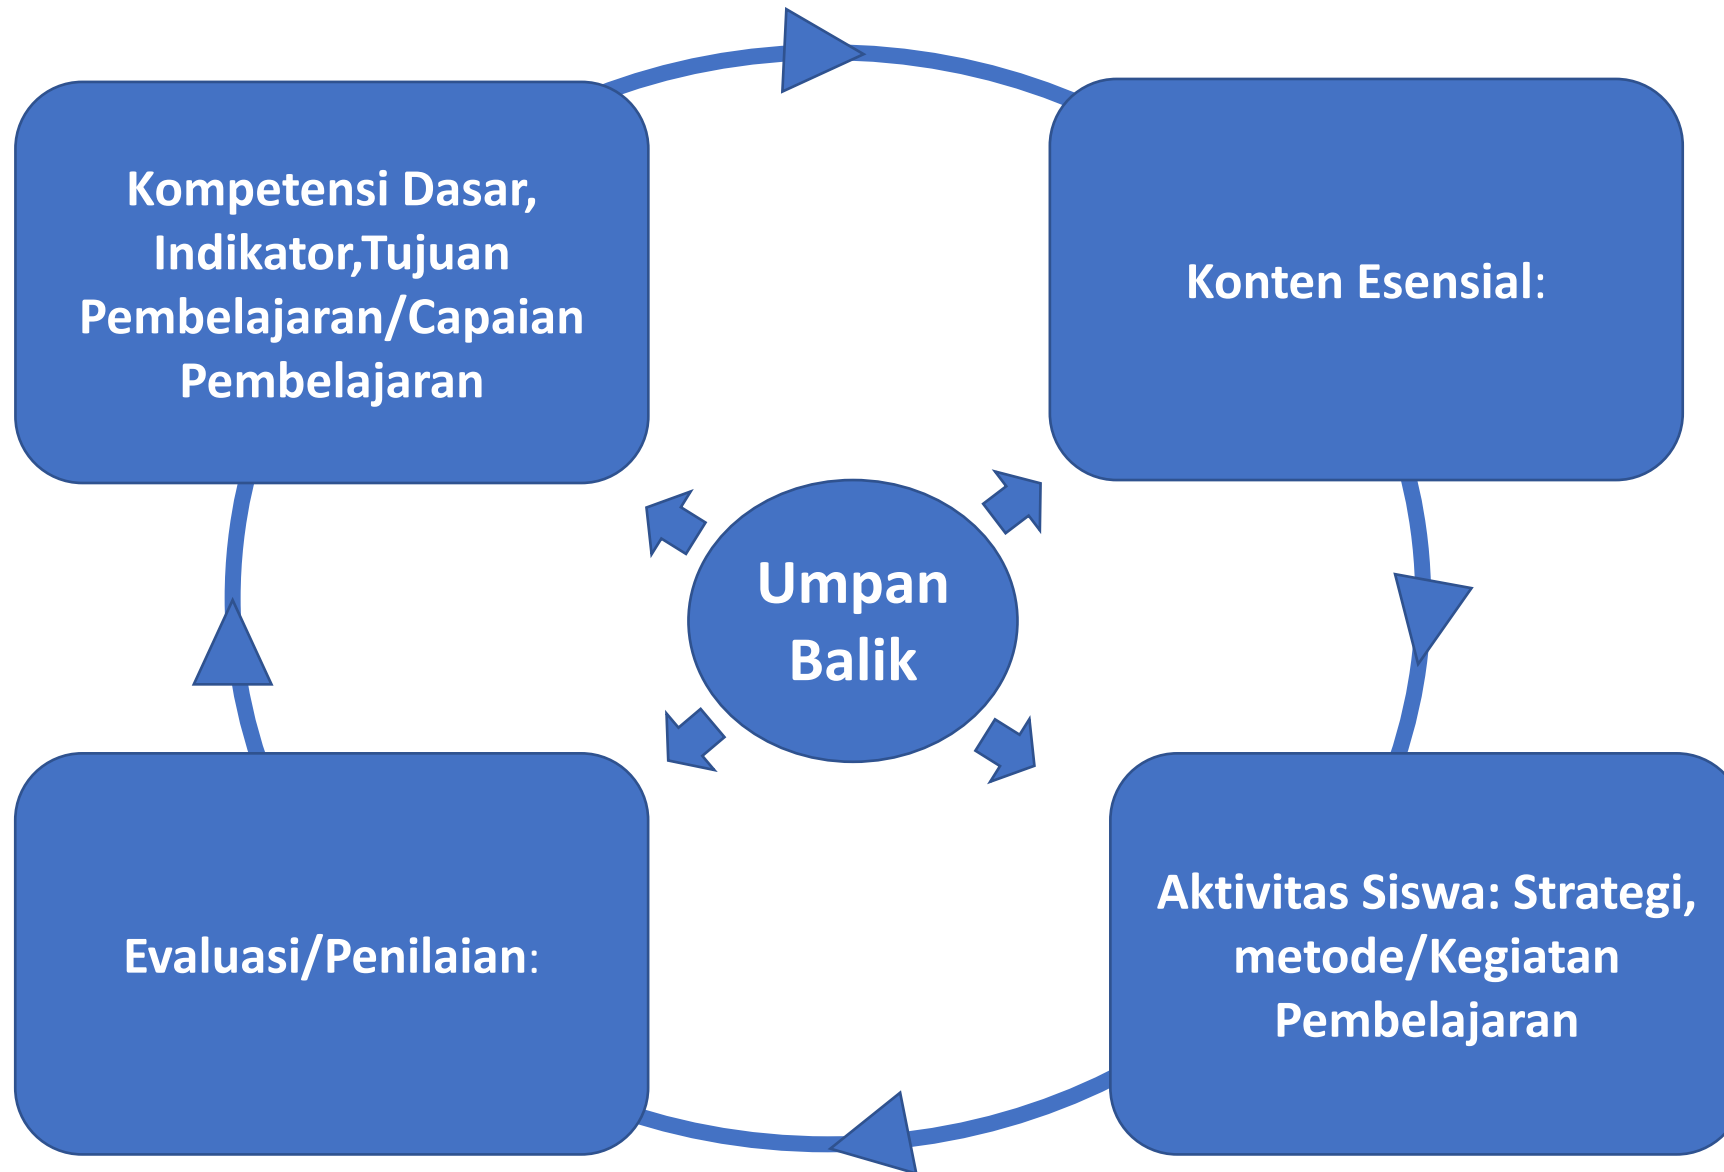 Kompetensi Dasar,
Indikator,Tujuan
Pembelajaran/Capaian
Pembelajaran
Konten Esensial:
Umpan
Balik
Evaluasi/Penilaian:
Aktivitas Siswa: Strategi,
metode/Kegiatan
Pembelajaran